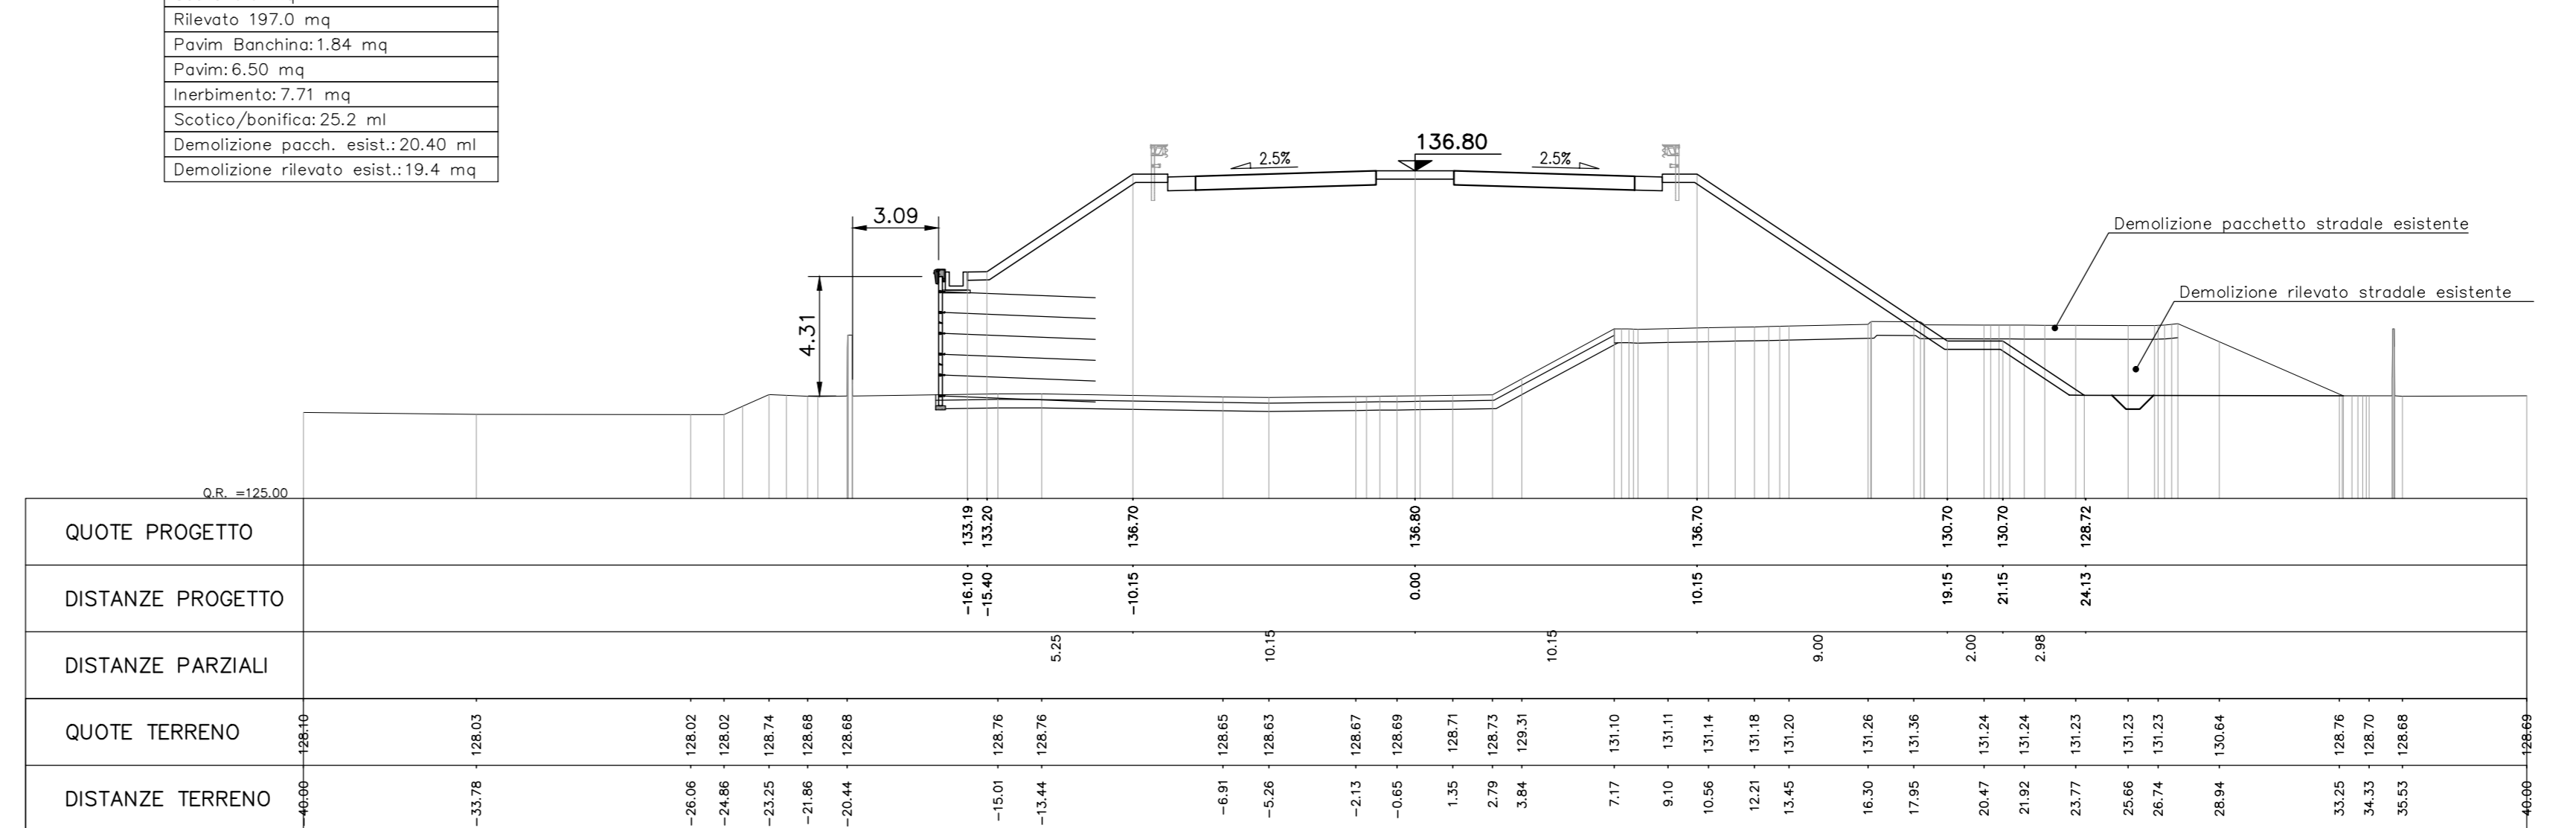 Rilevato 197.0 mq
Pavim Banchina: 1.84 mq
Pavim: 6.50 mq
Inerbimento: 7.71 mq
Scotico/bonifica: 25.2 ml
Demolizione pacch. esist.: 20.40 ml
Demolizione rilevato esist.: 19.4 mq
136.80
2.5% 2.5%
3.09
4.31
Demolizione pacchetto stradale esistente
Demolizione rilevato stradale esistente
Q.R. =125.00
QUOTE PROGETTO 133.19 133.20 136.70 136.80 136.70 130.70 130.70 128.72
DISTANZE PROGETTO -16.10 -15.40 -10.15 0.00 10.15 19.15 21.15 24.13
DISTANZE PARZIALI 5.25 10.15 10.15 9.00 2.00 2.98
QUOTE TERRENO 128.10 128.03 128.02 128.02 128.74 128.68 128.68 128.76 128.76 128.65 128.63 128.67 128.69 128.71 128.73 129.31 131.10 131.11 131.14 131.18 131.20 131.26 131.36 131.24 131.24 131.23 131.23 131.23 130.64 128.76 128.70 128.68 128.69
DISTANZE TERRENO -40.00 -33.78 -26.06 -24.86 -23.25 -21.86 -20.44 -15.01 -13.44 -6.91 -5.26 -2.13 -0.65 1.35 2.79 3.84 7.17 9.10 10.56 12.21 13.45 16.30 17.95 20.47 21.92 23.77 25.66 26.74 28.94 33.25 34.33 35.53 40.00